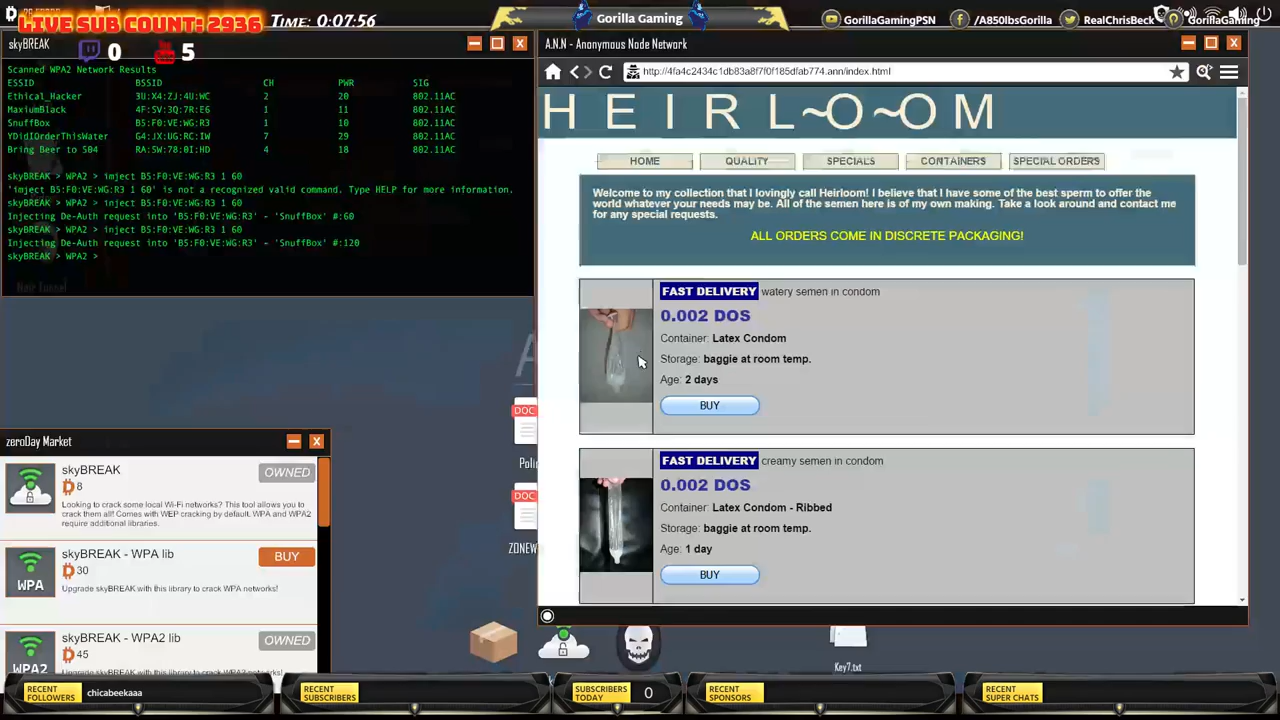 LIVE SUB COUNT: 2936
TIME: 0:07:56
0
5
Gorilla Gaming
GorillaGamingPSN
/A850lbsGorilla
RealChrisBeck
GorillaGaming
skyBREAK
Scanned WPA2 Network Results
ESSID BSSID CH PWR SIG
Ethical_Hacker 3U:X4:ZJ:4U:WC 2 20 802.11AC
MaxiumBlack 4F:5V:3Q:7R:E6 1 11 802.11AC
SnuffBox B5:F0:VE:WG:R3 1 10 802.11AC
YDidIOrderThisWater G4:JX:UG:RC:IW 7 29 802.11AC
Bring Beer to 504 RA:5W:78:0I:HD 4 18 802.11AC
skyBREAK > WPA2 > imject B5:F0:VE:WG:R3 1 60
'imject B5:F0:VE:WG:R3 1 60' is not a recognized valid command. Type HELP for more information.
skyBREAK > WPA2 > inject B5:F0:VE:WG:R3 1 60
Injecting De-Auth request into 'B5:F0:VE:WG:R3' - 'SnuffBox' #:60
skyBREAK > WPA2 > inject B5:F0:VE:WG:R3 1 60
Injecting De-Auth request into 'B5:F0:VE:WG:R3' - 'SnuffBox' #:120
skyBREAK > WPA2 >
A.N.N - Anonymous Node Network
http://4fa4c2434c1db83a8f7f0f185dfab774.ann/index.html
HEIRL~O~OM
HOME
QUALITY
SPECIALS
CONTAINERS
SPECIAL ORDERS
Welcome to my collection that I lovingly call Heirloom! I believe that I have some of the best sperm to offer the
world whatever your needs may be. All of the semen here is of my own making. Take a look around and contact me
for any special requests.
ALL ORDERS COME IN DISCRETE PACKAGING!
FAST DELIVERY watery semen in condom
0.002 DOS
Container: Latex Condom
Storage: baggie at room temp.
Age: 2 days
BUY
FAST DELIVERY creamy semen in condom
0.002 DOS
Container: Latex Condom - Ribbed
Storage: baggie at room temp.
Age: 1 day
BUY
zeroDay Market
skyBREAK
OWNED
8
Looking to crack some local Wi-Fi networks? This tool allows you to
crack them all! Comes with WEP cracking by default. WPA and WPA2
require additional libraries.
skyBREAK - WPA lib
BUY
WPA
30
Upgrade skyBREAK with this library to crack WPA networks!
skyBREAK - WPA2 lib
OWNED
WPA2
45
Upgrade skyBREAK with this library to crack WPA2 networks!
DOC
DOC
Key7.txt
RECENT
FOLLOWERS
chicabeekaaa
RECENT
SUBSCRIBERS
SUBSCRIBERS
TODAY
0
RECENT
SPONSORS
RECENT
SUPER CHATS